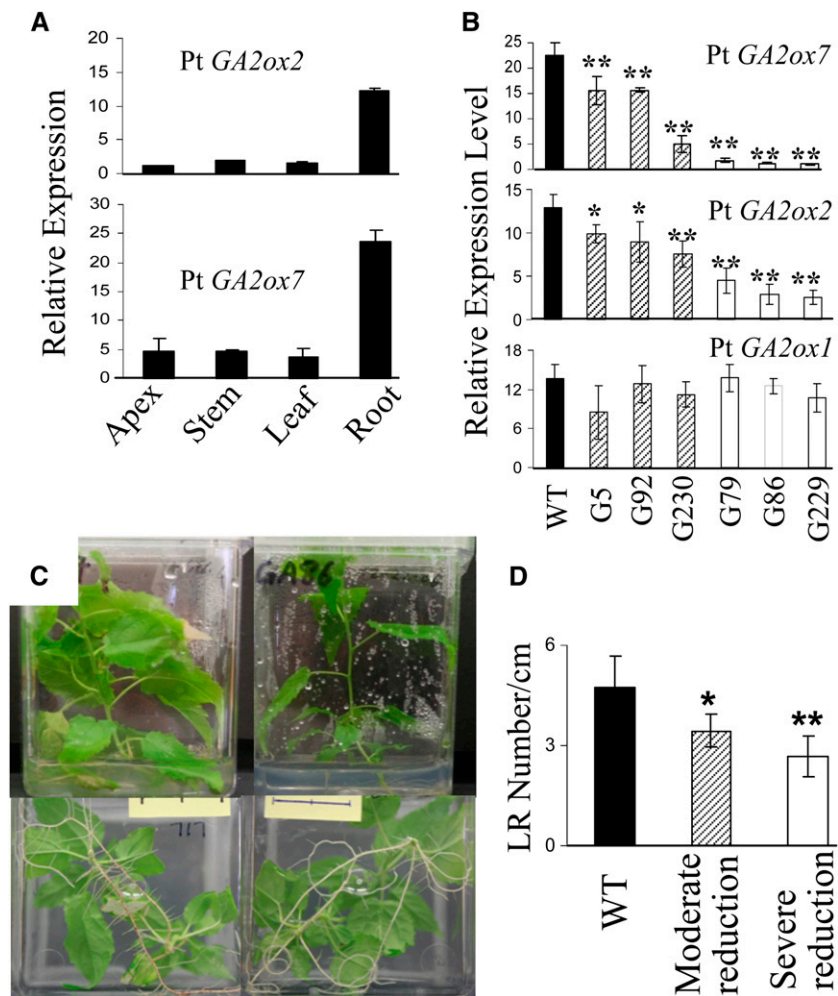 A
Relative Expression
20
15
10
5
0
Pt GA2ox2
30
25
20
15
10
5
0
Pt GA2ox7
Apex
Stem
Leaf
Root
B
Relative Expression Level
25
20
15
10
5
0
** ** ** ** ** **
Pt GA2ox7
15
10
5
0
* * ** ** ** **
Pt GA2ox2
18
12
6
0
Pt GA2ox1
WT
G5
G92
G230
G79
G86
G229
C
D
LR Number/cm
6
3
0
*
**
WT
Moderate
reduction
Severe
reduction